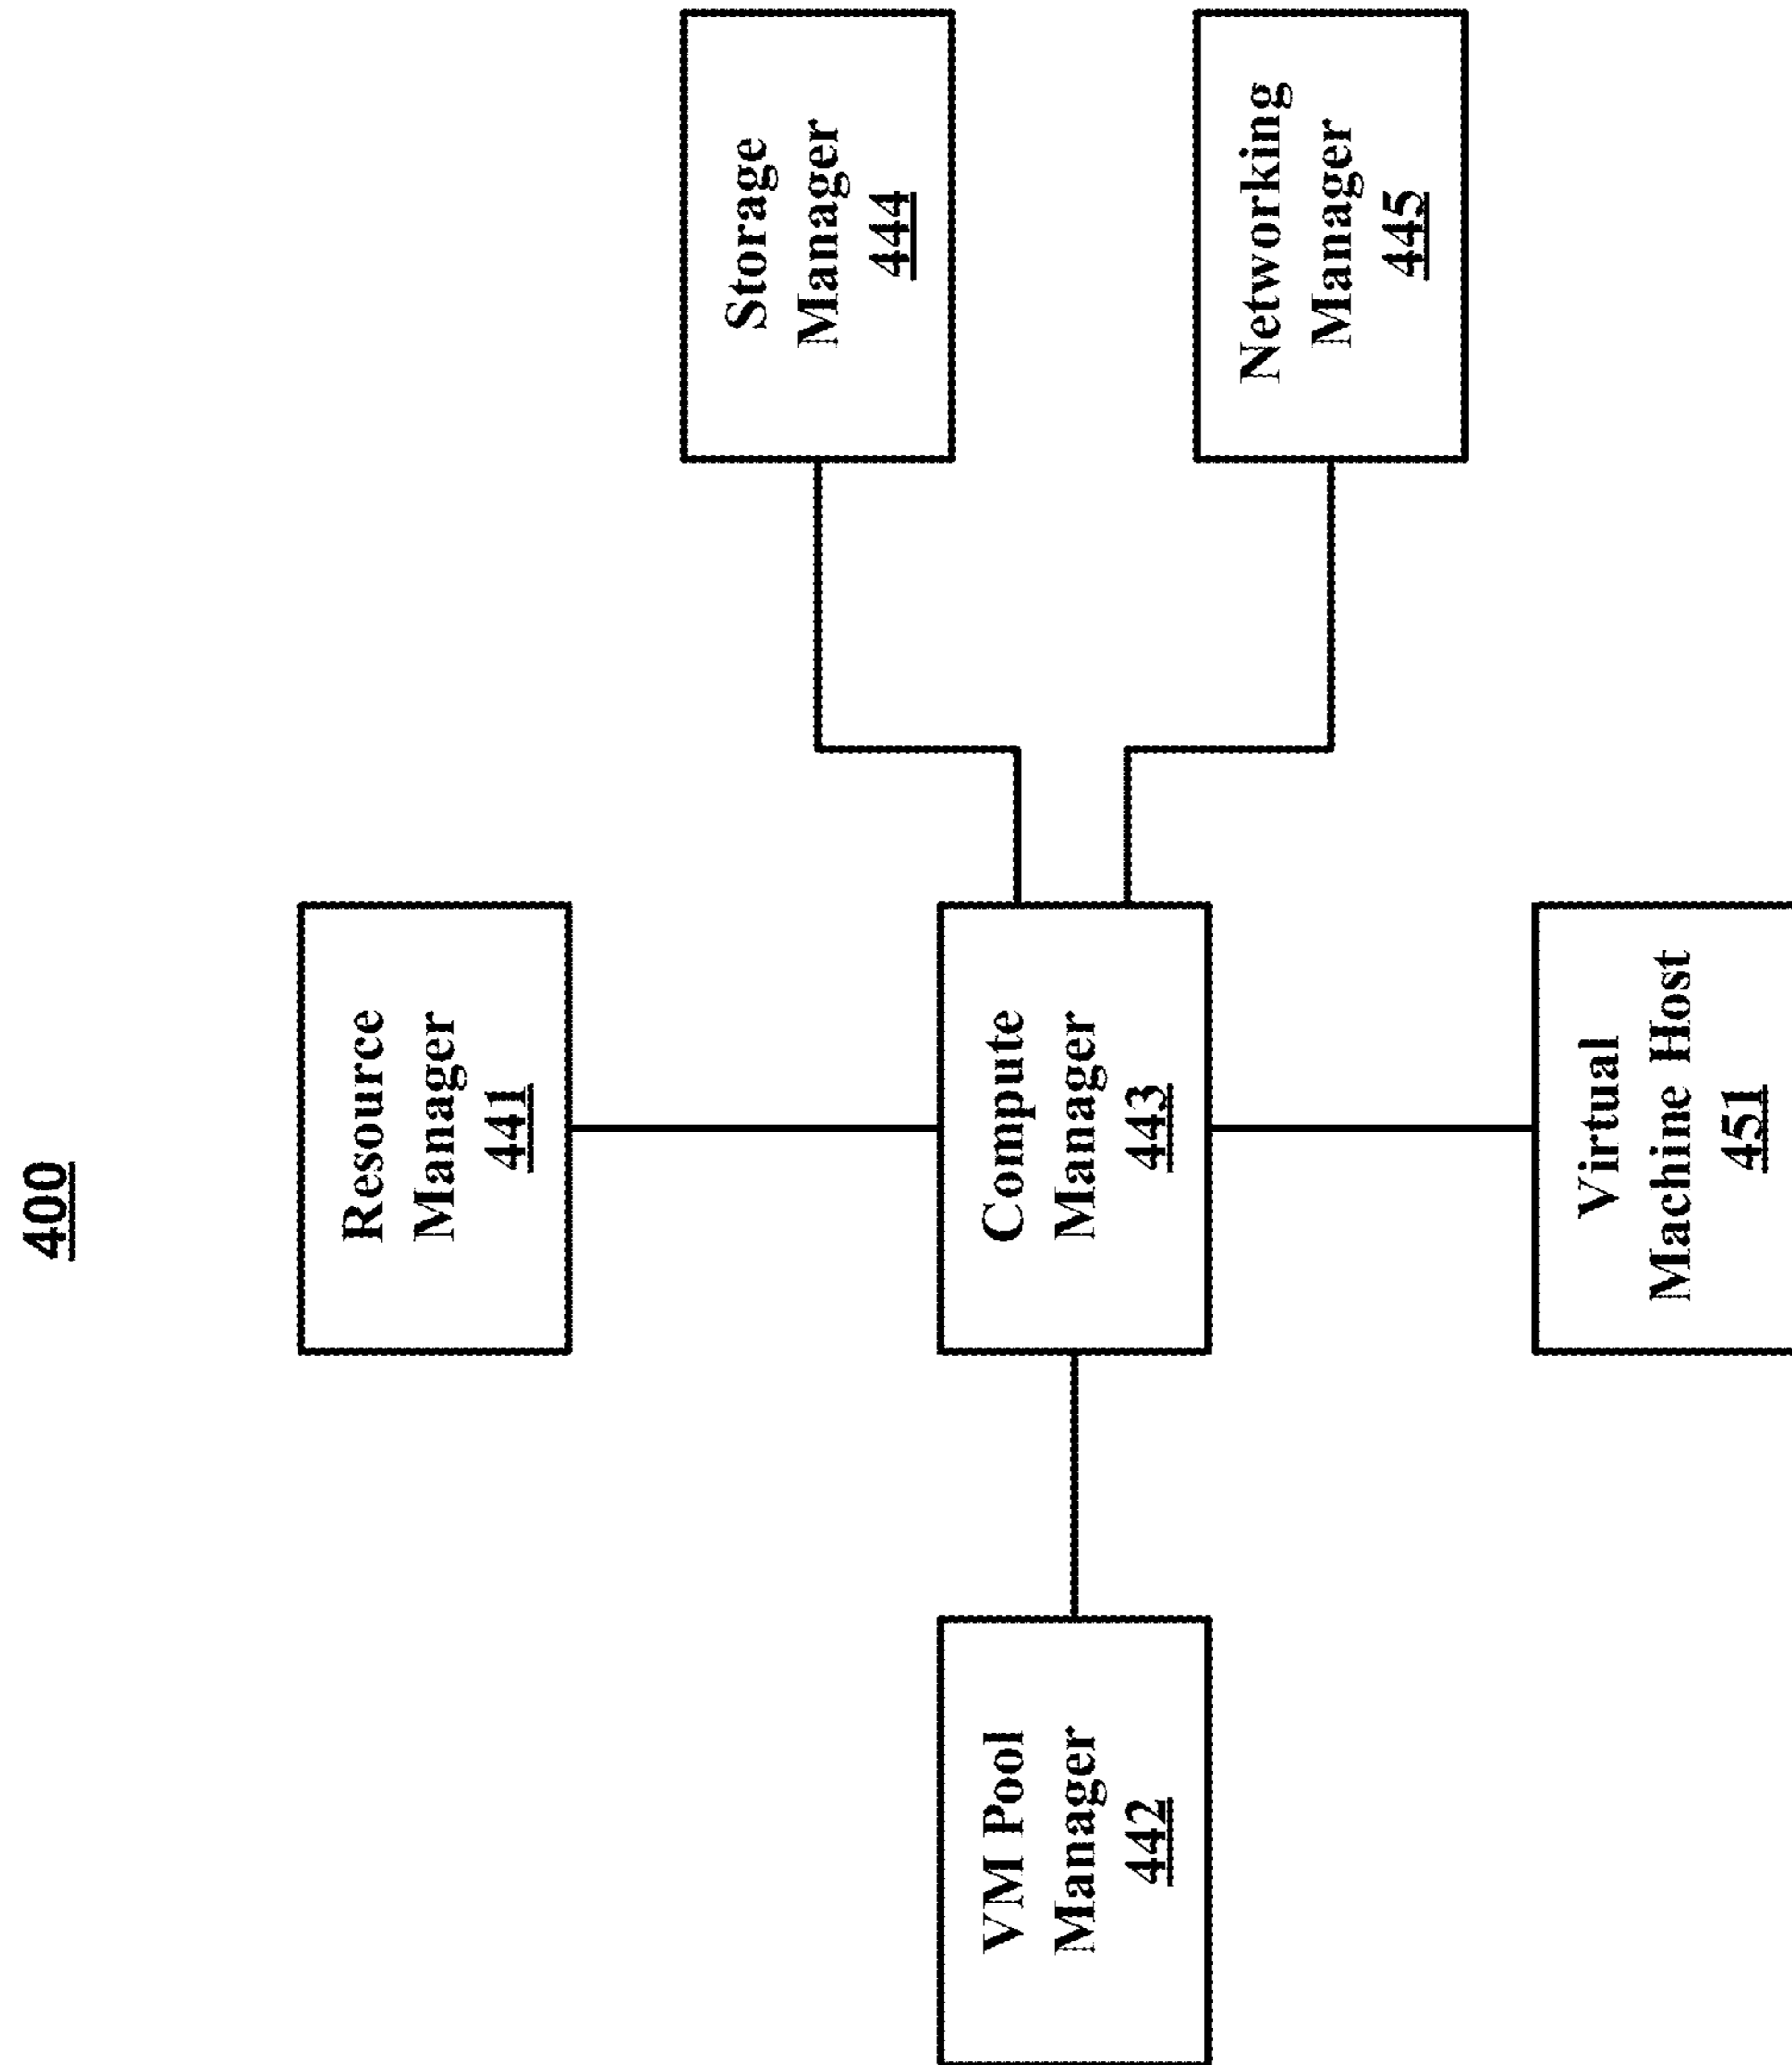 400
Resource
Manager
441
VM Pool
Manager
442
Compute
Manager
443
Storage
Manager
444
Networking
Manager
445
Virtual
Machine Host
451